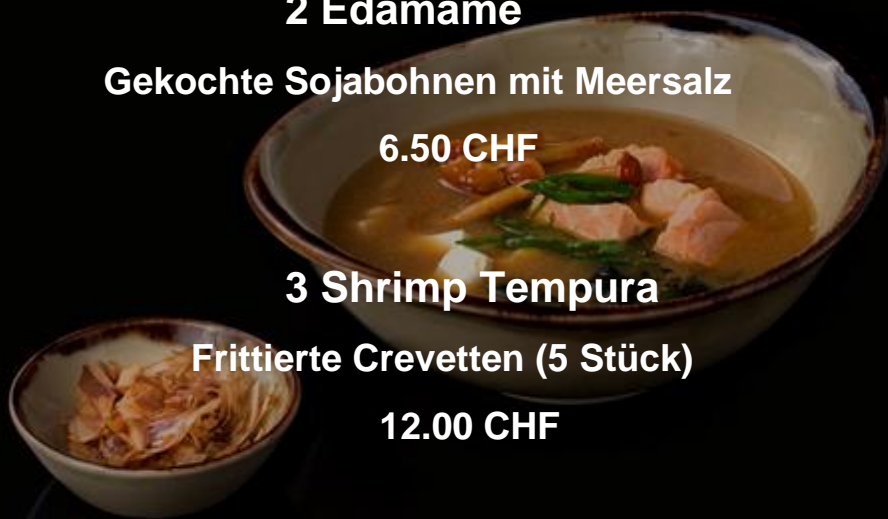 2 Edamame
Gekochte Sojabohnen mit Meersalz
6.50 CHF
3 Shrimp Tempura
Frittierte Crevetten (5 Stück)
12.00 CHF